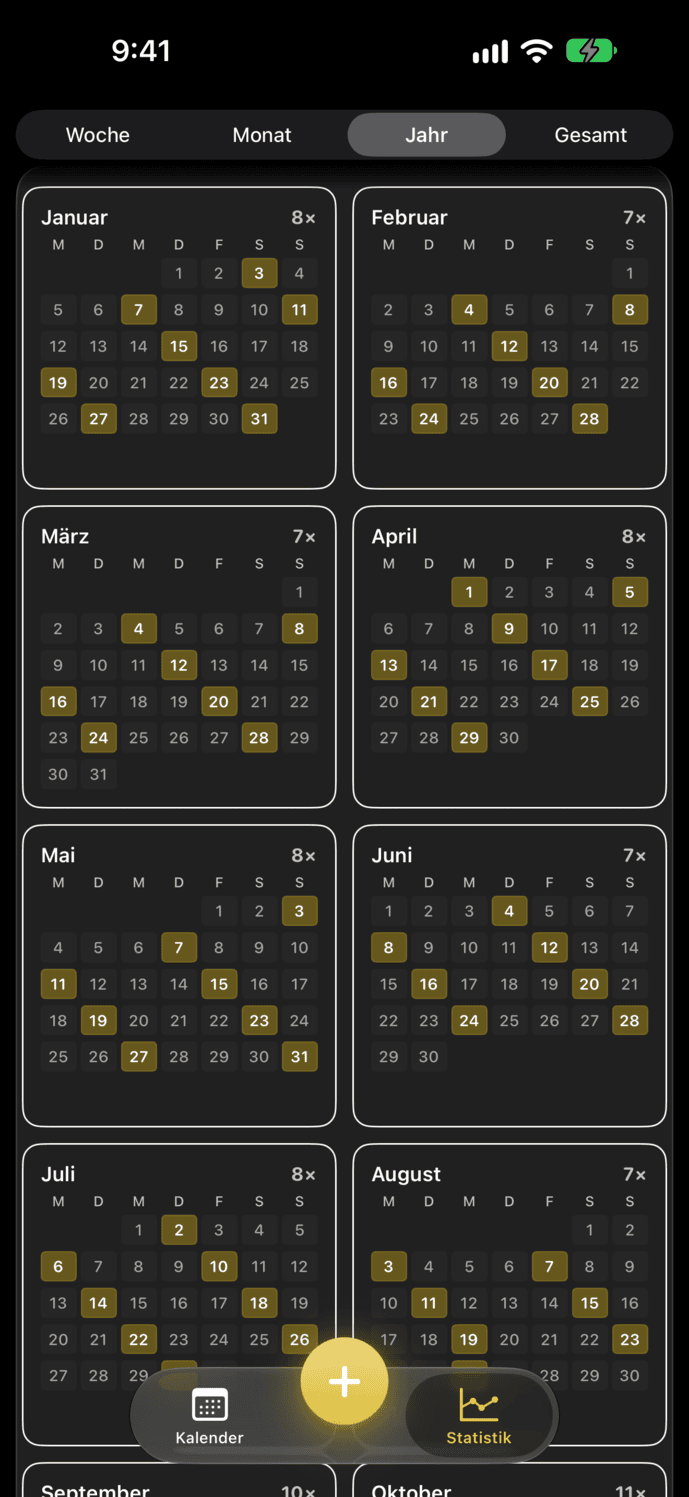 9:41
Woche Monat Jahr Gesamt
Januar 8×
M D M D F S S
1 2 3 4
5 6 7 8 9 10 11
12 13 14 15 16 17 18
19 20 21 22 23 24 25
26 27 28 29 30 31
Februar 7×
M D M D F S S
1
2 3 4 5 6 7 8
9 10 11 12 13 14 15
16 17 18 19 20 21 22
23 24 25 26 27 28
März 7×
M D M D F S S
1
2 3 4 5 6 7 8
9 10 11 12 13 14 15
16 17 18 19 20 21 22
23 24 25 26 27 28 29
30 31
April 8×
M D M D F S S
1 2 3 4 5
6 7 8 9 10 11 12
13 14 15 16 17 18 19
20 21 22 23 24 25 26
27 28 29 30
Mai 8×
M D M D F S S
1 2 3
4 5 6 7 8 9 10
11 12 13 14 15 16 17
18 19 20 21 22 23 24
25 26 27 28 29 30 31
Juni 7×
M D M D F S S
1 2 3 4 5 6 7
8 9 10 11 12 13 14
15 16 17 18 19 20 21
22 23 24 25 26 27 28
29 30
Juli 8×
M D M D F S S
1 2 3 4 5
6 7 8 9 10 11 12
13 14 15 16 17 18 19
20 21 22 23 24 25 26
27 28 29
August 7×
M D M D F S S
1 2
3 4 5 6 7 8 9
10 11 12 13 14 15 16
17 18 19 20 21 22 23
28 29 30
Kalender
Statistik
September 10×
Oktober 11×